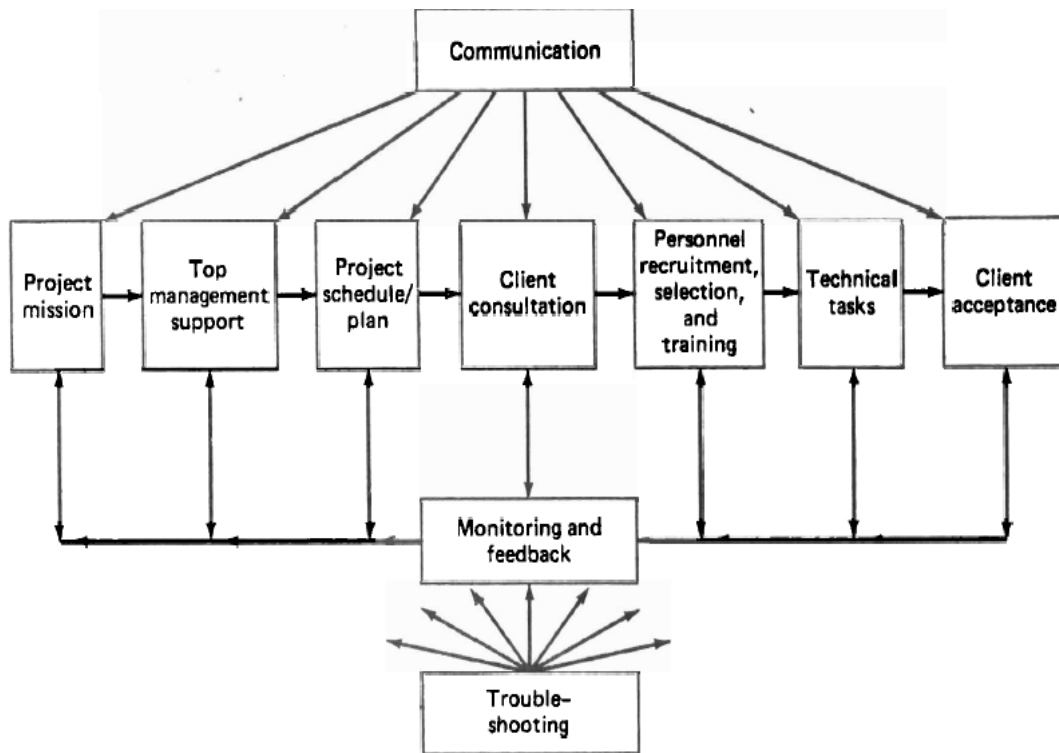 Communication
Project
mission
Top
management
support
Project
schedule/
plan
Client
consultation
Personnel
recruitment,
selection,
and
training
Technical
tasks
Client
acceptance
Monitoring and
feedback
Trouble-
shooting